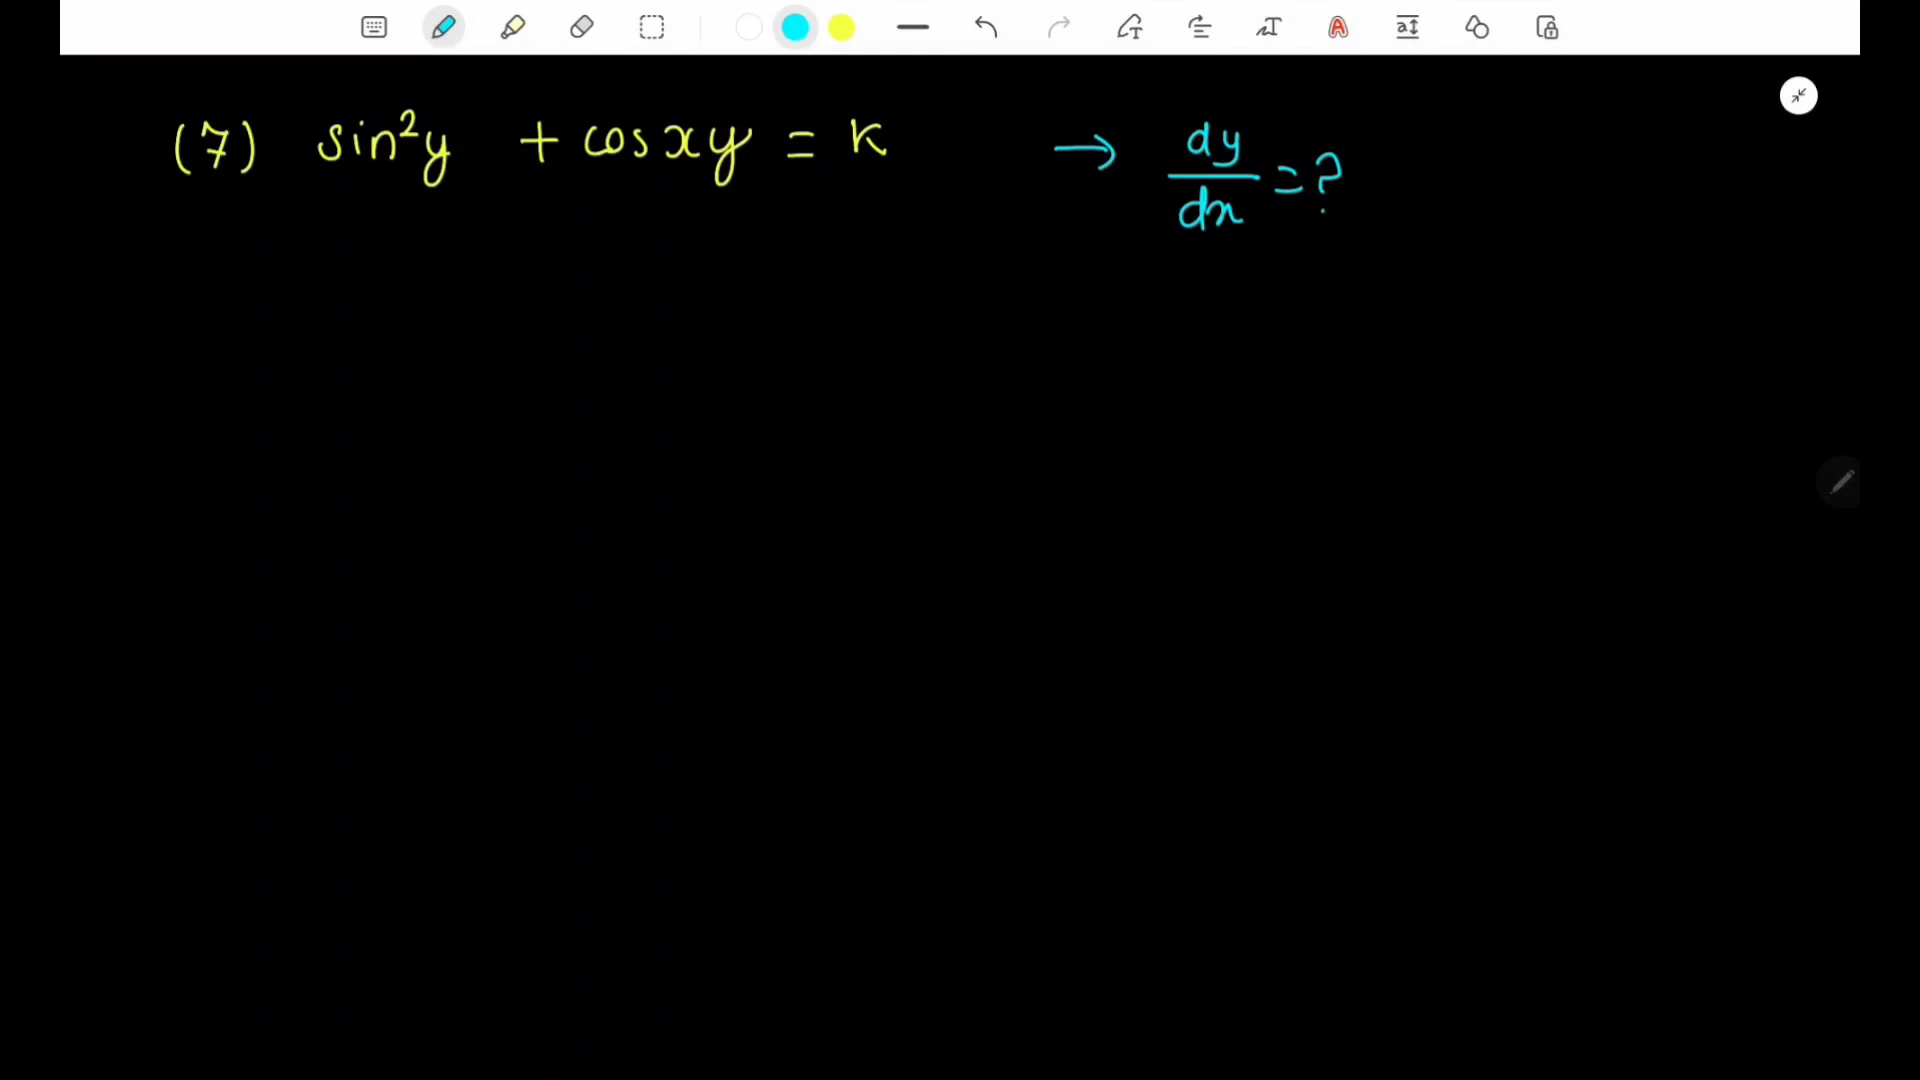 (7) sin²y + cos xy = k → dy/dx = ?